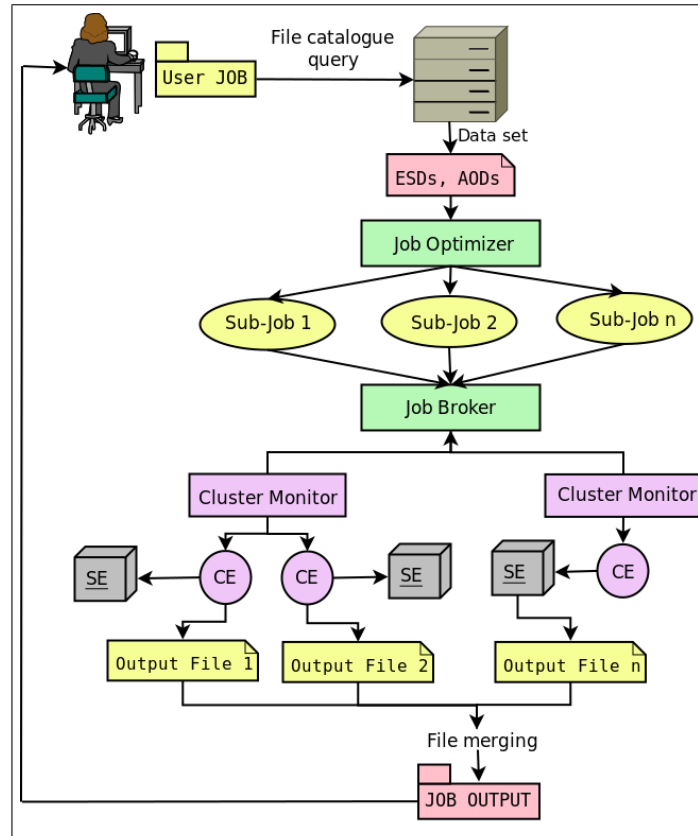 File catalogue
query
User JOB
Data set
ESDs, AODs
Job Optimizer
Sub-Job 1
Sub-Job 2
Sub-Job n
Job Broker
Cluster Monitor
Cluster Monitor
SE
CE
CE
SE
SE
CE
Output File 1
Output File 2
Output File n
File merging
JOB OUTPUT